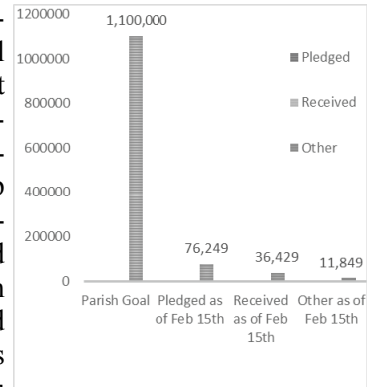 1200000
1,100,000
1000000
800000
600000
400000
200000
0
Pledged
Received
Other
76,249
36,429
11,849
Parish Goal
Pledged as of Feb 15th
Received as of Feb 15th
Other as of Feb 15th